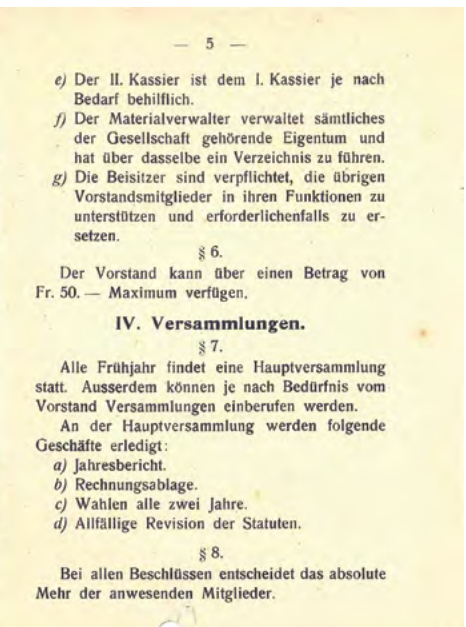 — 5 —
e) Der II. Kassier ist dem I. Kassier je nach
Bedarf behilflich.
f) Der Materialverwalter verwaltet sämtliches
der Gesellschaft gehörende Eigentum und
hat über dasselbe ein Verzeichnis zu führen.
g) Die Beisitzer sind verpflichtet, die übrigen
Vorstandsmitglieder in ihren Funktionen zu
unterstützen und erforderlichenfalls zu er-
setzen.
§ 6.
Der Vorstand kann über einen Betrag von
Fr. 50. — Maximum verfügen.
IV. Versammlungen.
§ 7.
Alle Frühjahr findet eine Hauptversammlung
statt. Ausserdem können je nach Bedürfnis vom
Vorstand Versammlungen einberufen werden.
An der Hauptversammlung werden folgende
Geschäfte erledigt:
a) Jahresbericht.
b) Rechnungsablage.
c) Wahlen alle zwei Jahre.
d) Allfällige Revision der Statuten.
§ 8.
Bei allen Beschlüssen entscheidet das absolute
Mehr der anwesenden Mitglieder.